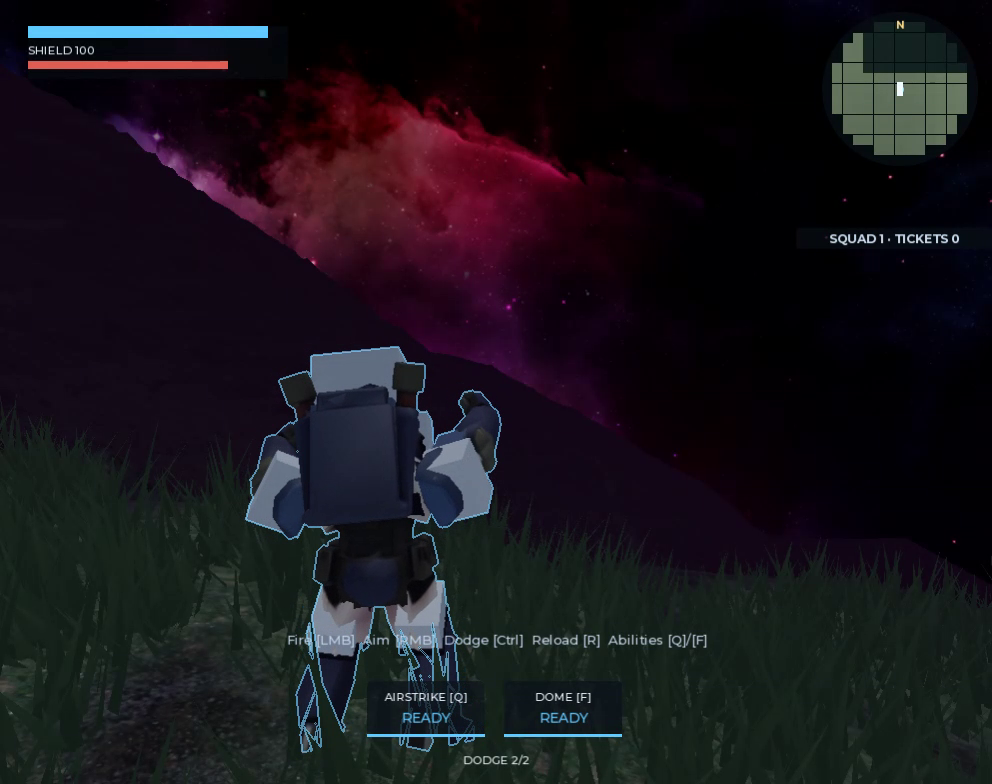 SHIELD 100
N
SQUAD 1 · TICKETS 0
Fire [LMB] Aim [RMB] Dodge [Ctrl] Reload [R] Abilities [Q]/[F]
AIRSTRIKE [Q]
READY
DOME [F]
READY
DODGE 2/2